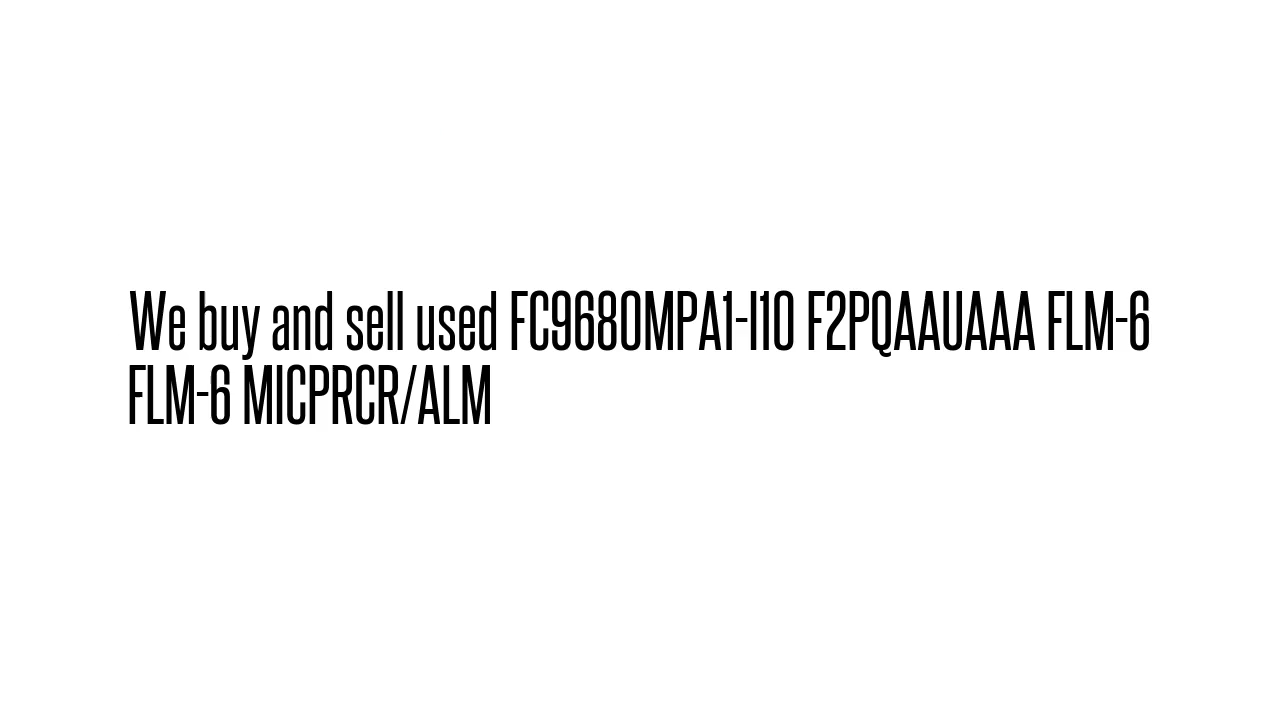 We buy and sell used FC9680MPA1-I10 F2PQAAUAAA FLM-6
FLM-6 MICPRCR/ALM